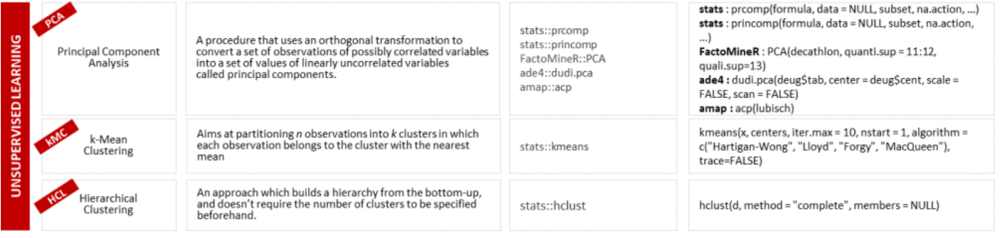 UNSUPERVISED LEARNING
PCA
Principal Component
Analysis
A procedure that uses an orthogonal transformation to
convert a set of observations of possibly correlated variables
into a set of values of linearly uncorrelated variables
called principal components.
stats::prcomp
stats::princomp
FactoMineR::PCA
ade4::dudi.pca
amap::acp
stats : prcomp(formula, data = NULL, subset, na.action, ...)
stats : princomp(formula, data = NULL, subset, na.action,
...)
FactoMineR : PCA(decathlon, quanti.sup = 11:12,
quali.sup=13)
ade4 : dudi.pca(deug$tab, center = deug$cent, scale =
FALSE, scan = FALSE)
amap : acp(lubisch)
kMC
k-Mean
Clustering
Aims at partitioning n observations into k clusters in which
each observation belongs to the cluster with the nearest
mean
stats::kmeans
kmeans(x, centers, iter.max = 10, nstart = 1, algorithm =
c("Hartigan-Wong", "Lloyd", "Forgy", "MacQueen"),
trace=FALSE)
HCL
Hierarchical
Clustering
An approach which builds a hierarchy from the bottom-up,
and doesn't require the number of clusters to be specified
beforehand.
stats::hclust
hclust(d, method = "complete", members = NULL)